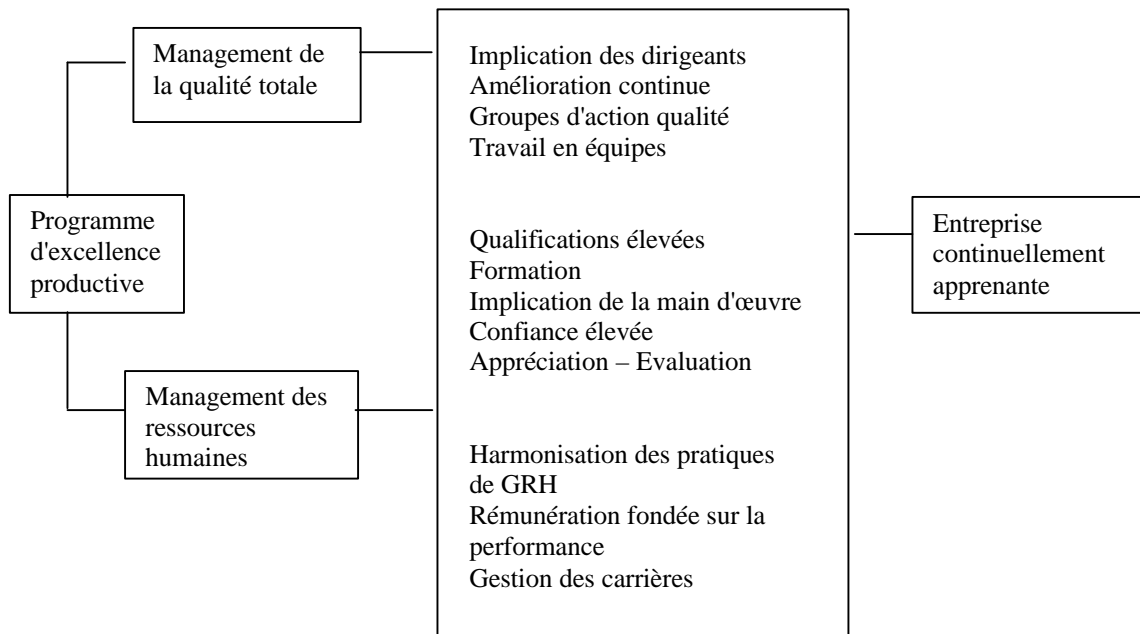 Programme
d'excellence
productive
Management de
la qualité totale
Management des
ressources
humaines
Implication des dirigeants
Amélioration continue
Groupes d'action qualité
Travail en équipes
Qualifications élevées
Formation
Implication de la main d'œuvre
Confiance élevée
Appréciation – Evaluation
Harmonisation des pratiques
de GRH
Rémunération fondée sur la
performance
Gestion des carrières
Entreprise
continuellement
apprenante